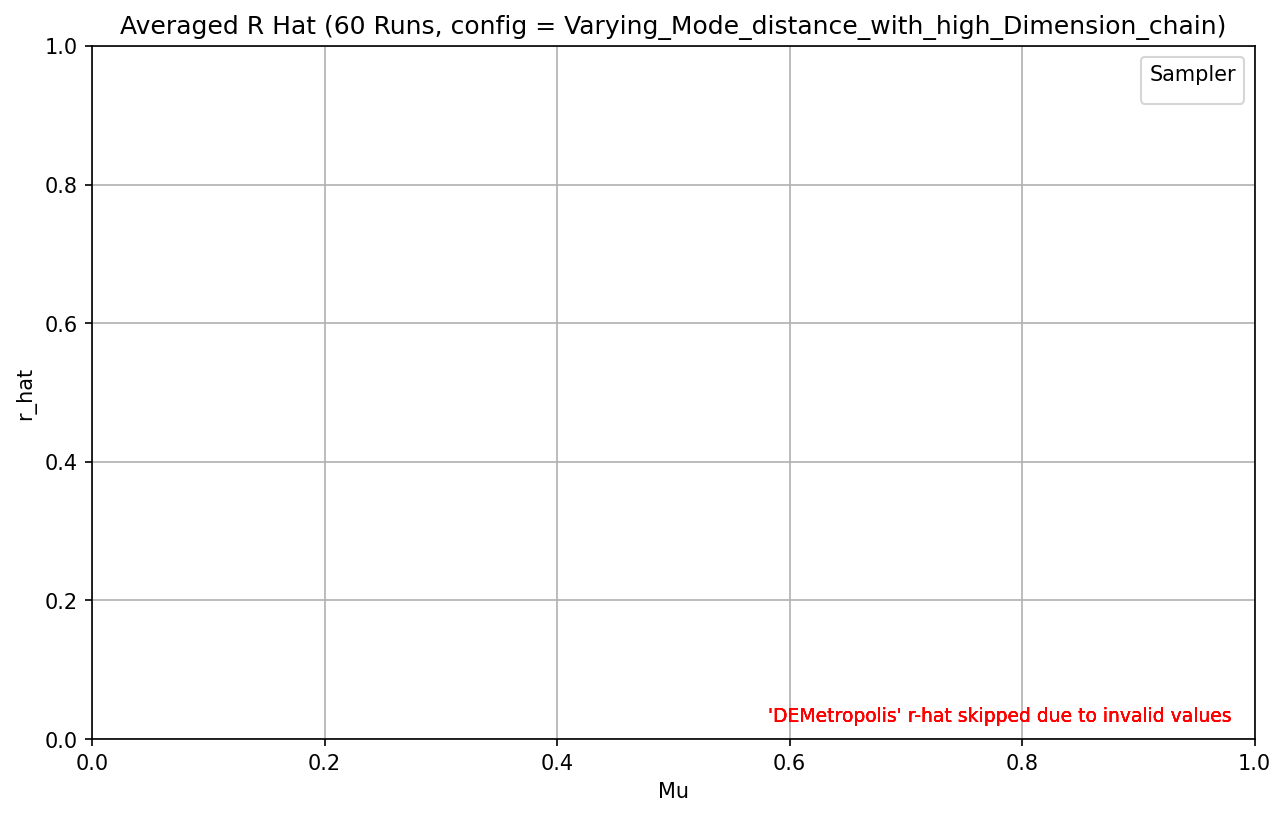 Averaged R Hat (60 Runs, config = Varying_Mode_distance_with_high_Dimension_chain)
Sampler
1.0
0.8
0.6
0.4
0.2
0.0
r_hat
'DEMetropolis' r-hat skipped due to invalid values
0.0 0.2 0.4 0.6 0.8 1.0
Mu